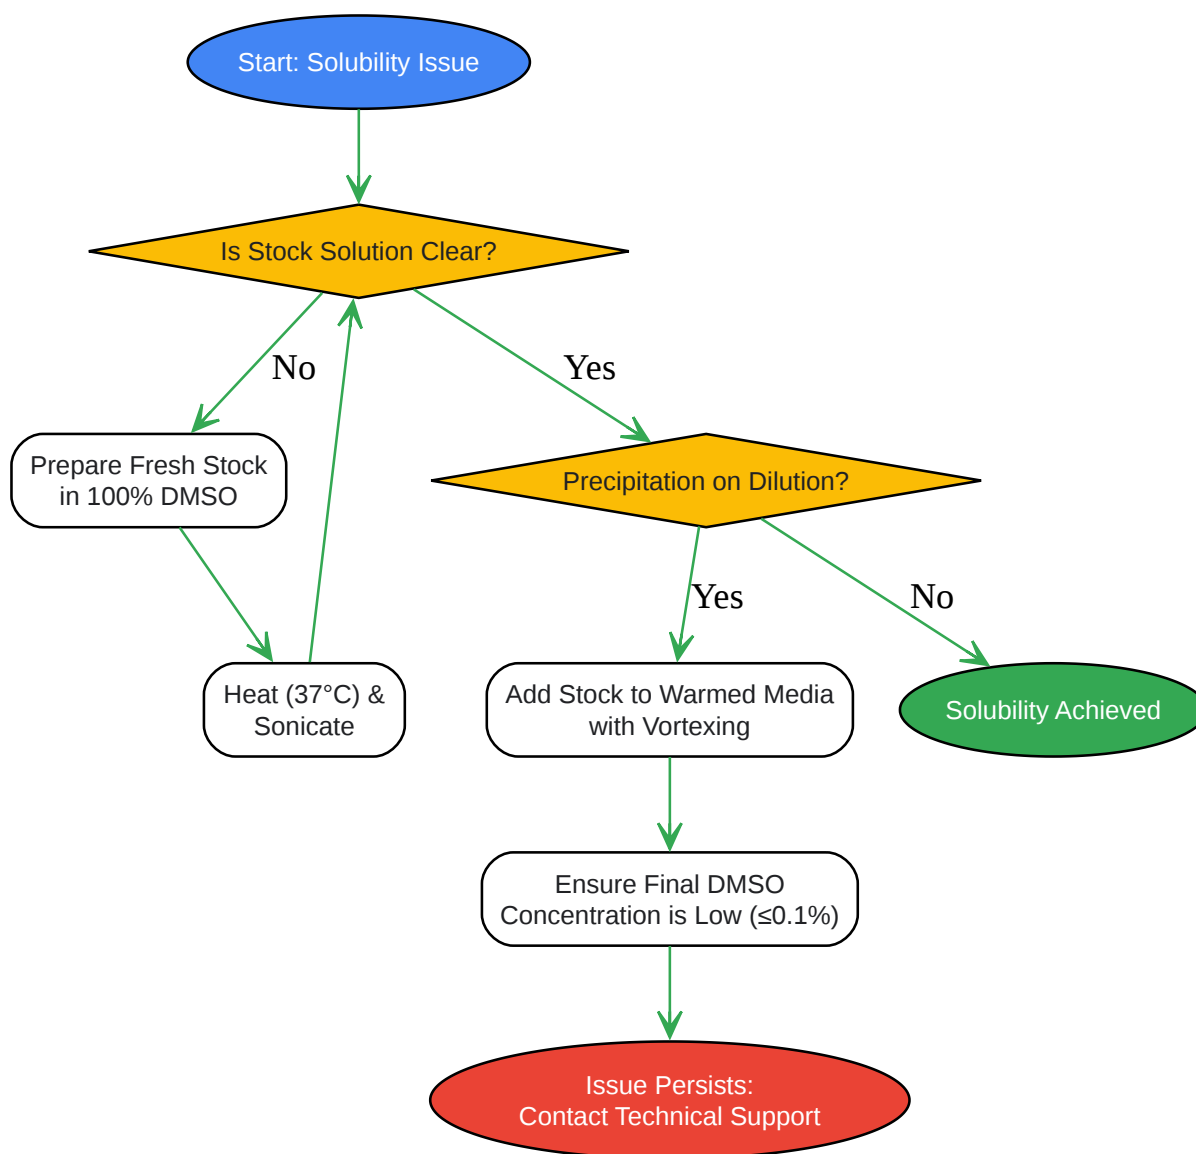 Start: Solubility Issue
Is Stock Solution Clear?
No
Yes
Prepare Fresh Stock
in 100% DMSO
Precipitation on Dilution?
Yes
No
Heat (37°C) &
Sonicate
Add Stock to Warmed Media
with Vortexing
Solubility Achieved
Ensure Final DMSO
Concentration is Low (≤0.1%)
Issue Persists:
Contact Technical Support